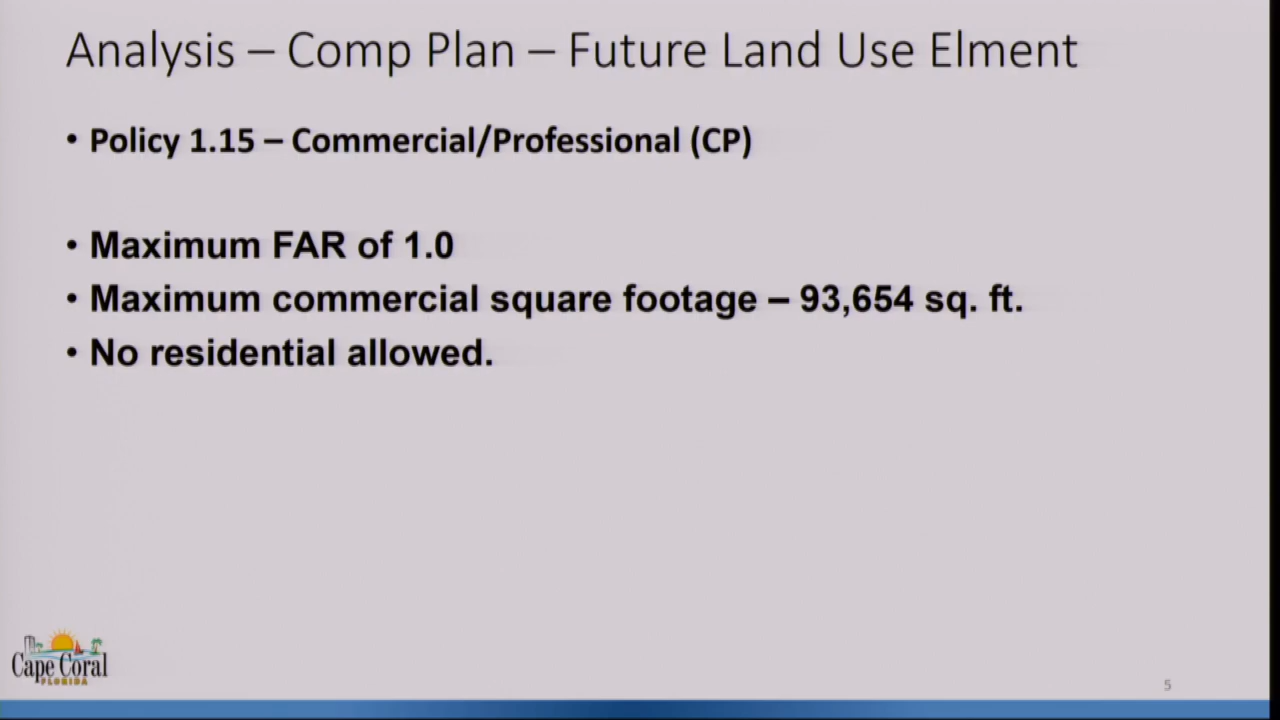 Analysis – Comp Plan – Future Land Use Elment
• Policy 1.15 – Commercial/Professional (CP)
• Maximum FAR of 1.0
• Maximum commercial square footage – 93,654 sq. ft.
• No residential allowed.
Cape Coral
FLORIDA
5